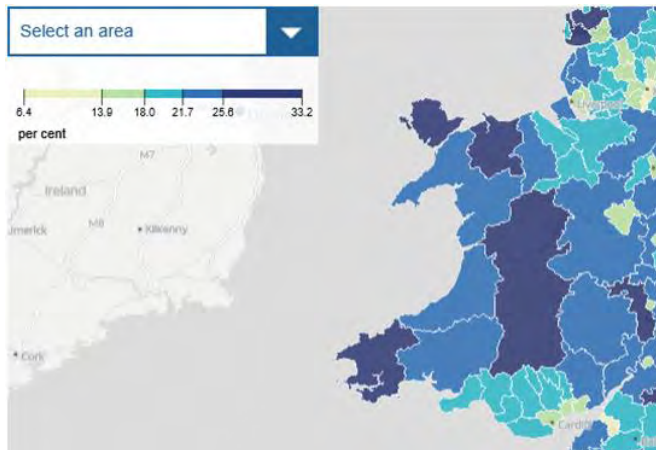 Select an area
6.4 13.9 18.0 21.7 25.6 33.2
per cent
M7
Ireland
M8
umerick
Kilkenny
Cork
Liverpool
Cardiff